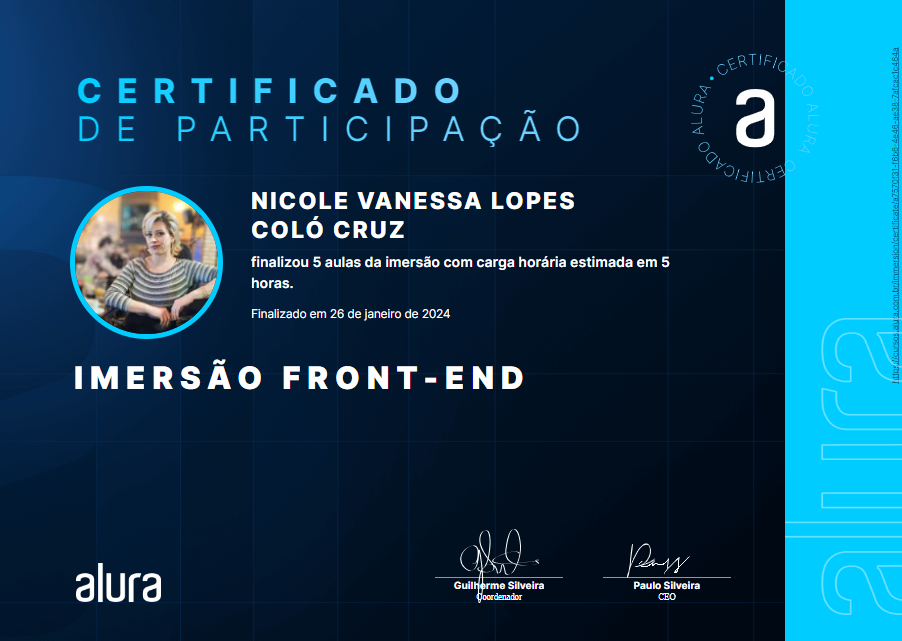 CERTIFICADO
DE PARTICIPAÇÃO
CERTIFICADO ALURA • CERTIFICADO ALURA
a
NICOLE VANESSA LOPES
COLÓ CRUZ
finalizou 5 aulas da imersão com carga horária estimada em 5
horas.
Finalizado em 26 de janeiro de 2024
IMERSÃO FRONT-END
alura
Guilherme Silveira
Coordenador
Paulo Silveira
CEO
alura